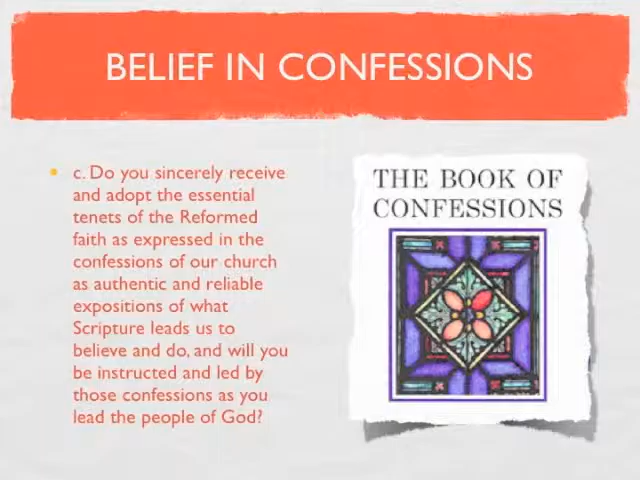 BELIEF IN CONFESSIONS
c. Do you sincerely receive
and adopt the essential
tenets of the Reformed
faith as expressed in the
confessions of our church
as authentic and reliable
expositions of what
Scripture leads us to
believe and do, and will you
be instructed and led by
those confessions as you
lead the people of God?
THE BOOK OF
CONFESSIONS